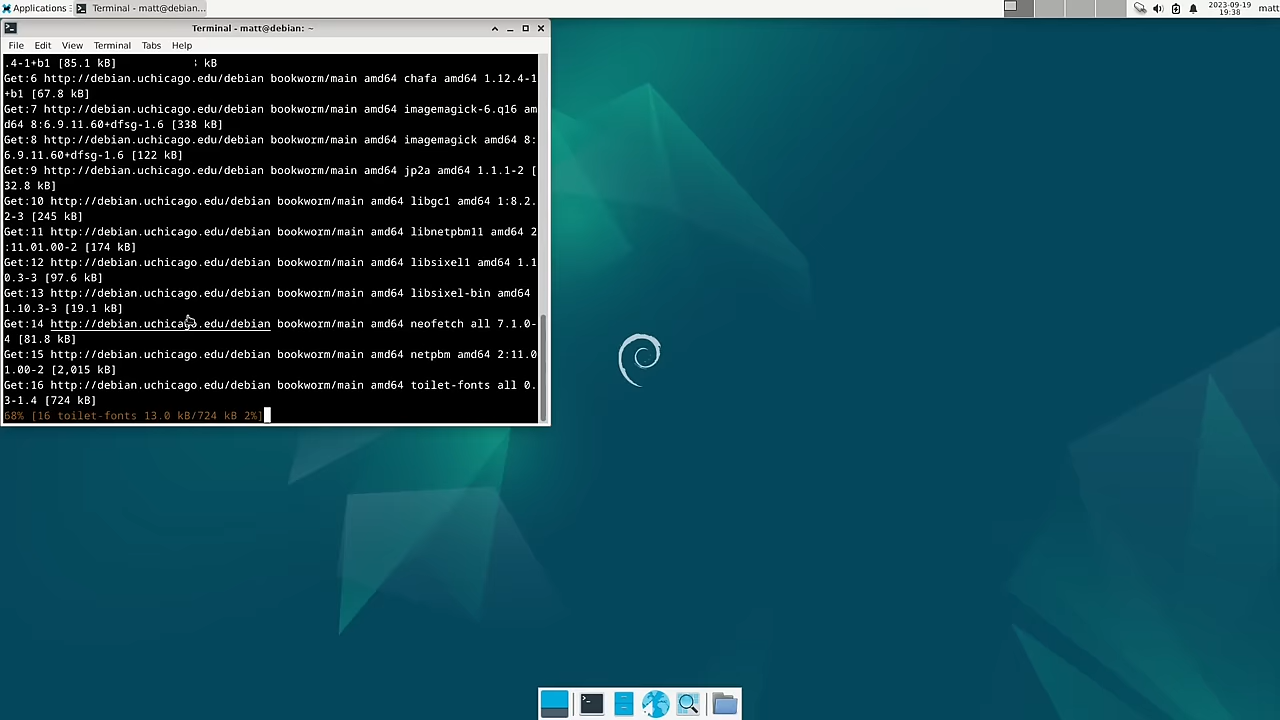 Applications
Terminal - matt@debian...
2023-09-19
19:38
matt
Terminal - matt@debian: ~
File Edit View Terminal Tabs Help
.4-1+b1 [85.1 kB] kB
Get:6 http://debian.uchicago.edu/debian bookworm/main amd64 chafa amd64 1.12.4-1
+b1 [67.8 kB]
Get:7 http://debian.uchicago.edu/debian bookworm/main amd64 imagemagick-6.q16 am
d64 8:6.9.11.60+dfsg-1.6 [338 kB]
Get:8 http://debian.uchicago.edu/debian bookworm/main amd64 imagemagick amd64 8:
6.9.11.60+dfsg-1.6 [122 kB]
Get:9 http://debian.uchicago.edu/debian bookworm/main amd64 jp2a amd64 1.1.1-2 [
32.8 kB]
Get:10 http://debian.uchicago.edu/debian bookworm/main amd64 libgc1 amd64 1:8.2.
2-3 [245 kB]
Get:11 http://debian.uchicago.edu/debian bookworm/main amd64 libnetpbm11 amd64 2
:11.01.00-2 [174 kB]
Get:12 http://debian.uchicago.edu/debian bookworm/main amd64 libsixel1 amd64 1.1
0.3-3 [97.6 kB]
Get:13 http://debian.uchicago.edu/debian bookworm/main amd64 libsixel-bin amd64
1.10.3-3 [19.1 kB]
Get:14 http://debian.uchicago.edu/debian bookworm/main amd64 neofetch all 7.1.0-
4 [81.8 kB]
Get:15 http://debian.uchicago.edu/debian bookworm/main amd64 netpbm amd64 2:11.0
1.00-2 [2,015 kB]
Get:16 http://debian.uchicago.edu/debian bookworm/main amd64 toilet-fonts all 0.
3-1.4 [724 kB]
68% [16 toilet-fonts 13.0 kB/724 kB 2%]